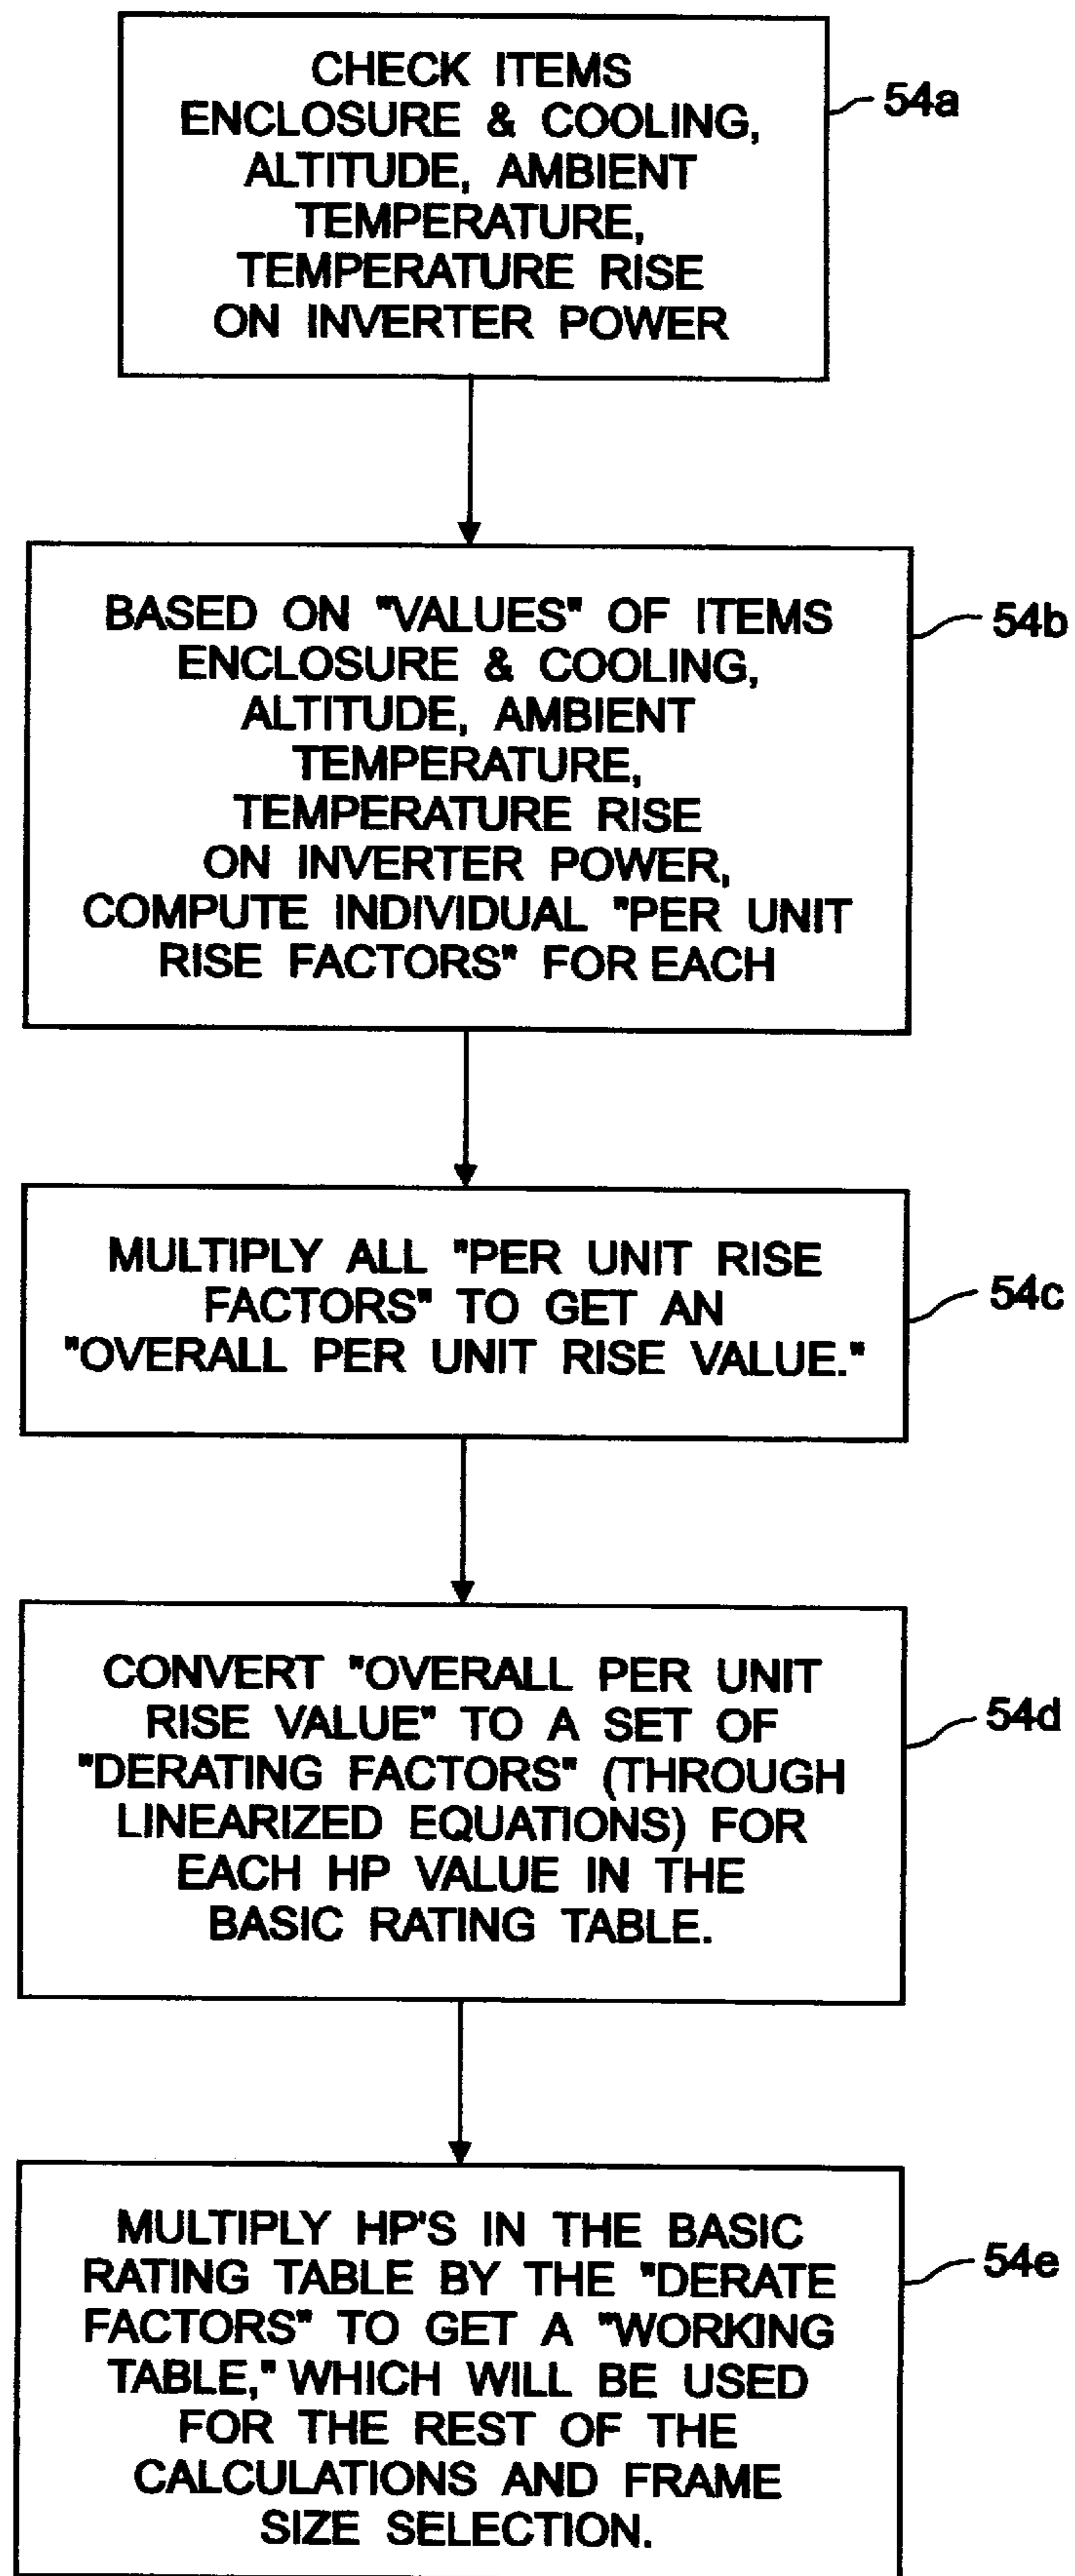 CHECK ITEMS
ENCLOSURE & COOLING,
ALTITUDE, AMBIENT
TEMPERATURE,
TEMPERATURE RISE
ON INVERTER POWER
54a
BASED ON "VALUES" OF ITEMS
ENCLOSURE & COOLING,
ALTITUDE, AMBIENT
TEMPERATURE,
TEMPERATURE RISE
ON INVERTER POWER,
COMPUTE INDIVIDUAL "PER UNIT
RISE FACTORS" FOR EACH
54b
MULTIPLY ALL "PER UNIT RISE
FACTORS" TO GET AN
"OVERALL PER UNIT RISE VALUE."
54c
CONVERT "OVERALL PER UNIT
RISE VALUE" TO A SET OF
"DERATING FACTORS" (THROUGH
LINEARIZED EQUATIONS) FOR
EACH HP VALUE IN THE
BASIC RATING TABLE.
54d
MULTIPLY HP'S IN THE BASIC
RATING TABLE BY THE "DERATE
FACTORS" TO GET A "WORKING
TABLE," WHICH WILL BE USED
FOR THE REST OF THE
CALCULATIONS AND FRAME
SIZE SELECTION.
54e